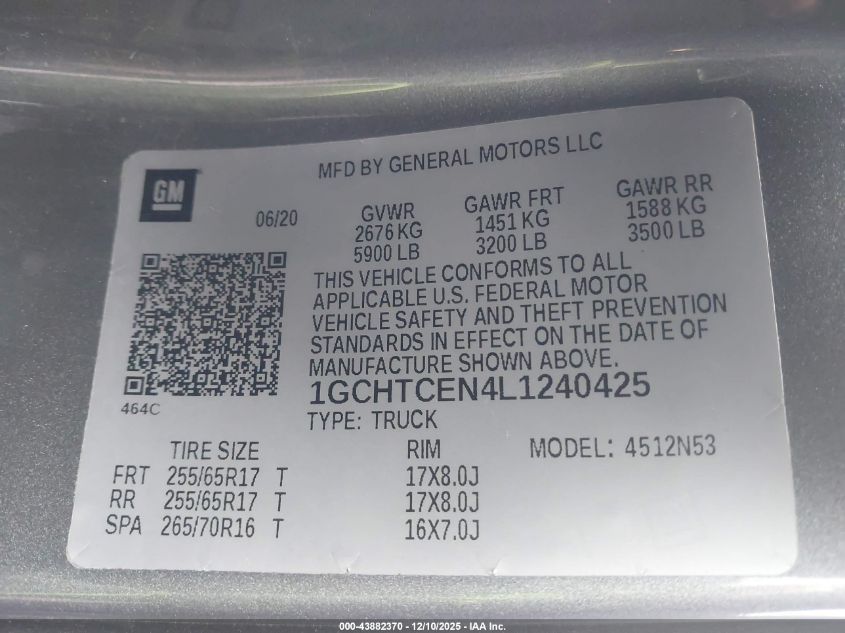 MFD BY GENERAL MOTORS LLC
GM
06/20
GVWR
2676 KG
5900 LB
GAWR FRT
1451 KG
3200 LB
GAWR RR
1588 KG
3500 LB
THIS VEHICLE CONFORMS TO ALL
APPLICABLE U.S. FEDERAL MOTOR
VEHICLE SAFETY AND THEFT PREVENTION
STANDARDS IN EFFECT ON THE DATE OF
MANUFACTURE SHOWN ABOVE.
1GCHTCEN4L1240425
464C
TYPE: TRUCK
TIRE SIZE RIM MODEL: 4512N53
FRT 255/65R17 T 17X8.0J
RR 255/65R17 T 17X8.0J
SPA 265/70R16 T 16X7.0J
000-43882370 - 12/10/2025 - IAA Inc.